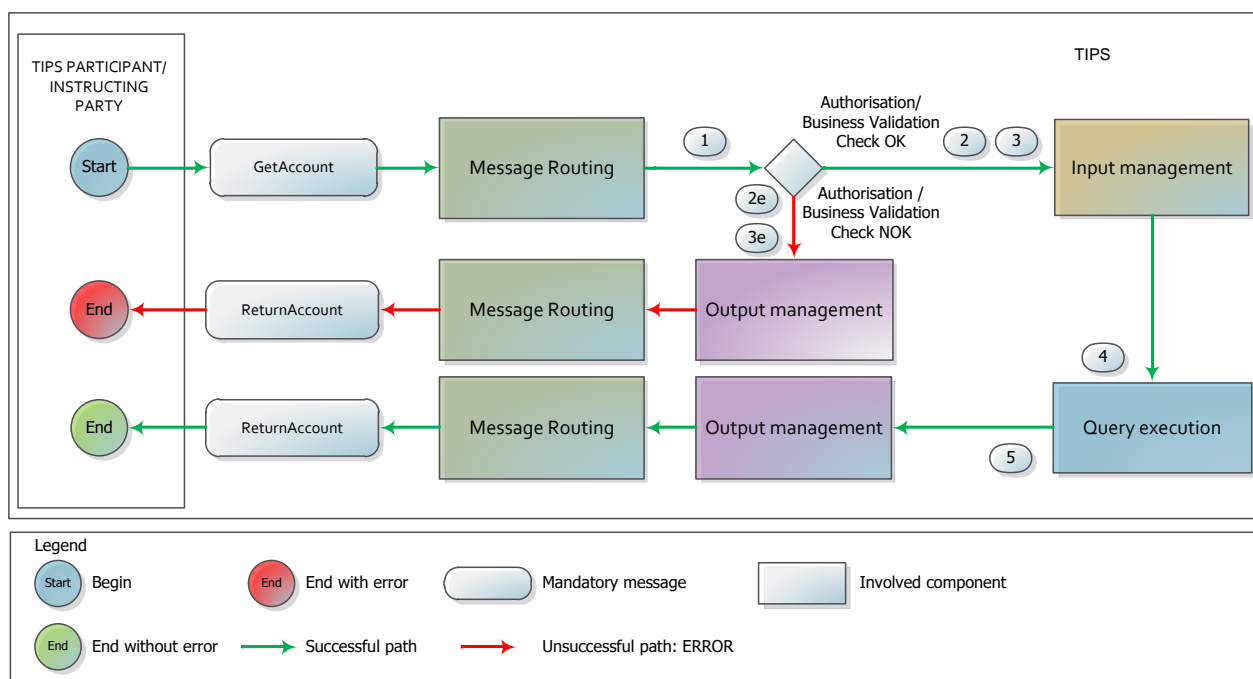 TIPS PARTICIPANT/
INSTRUCTING
PARTY
TIPS
Start
GetAccount
Message Routing
1
Authorisation/
Business Validation
Check OK
2
3
Input management
2e
3e
Authorisation /
Business Validation
Check NOK
End
ReturnAccount
Message Routing
Output management
4
End
ReturnAccount
Message Routing
Output management
5
Query execution
Legend
Start
Begin
End
End with error
Mandatory message
Involved component
End
End without error
Successful path
Unsuccessful path: ERROR